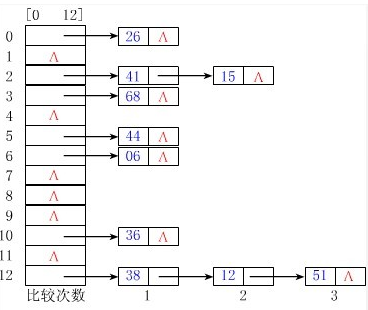 [0 12]
0 26 Λ
1 Λ
2 41 15 Λ
3 68 Λ
4 Λ
5 44 Λ
6 06 Λ
7 Λ
8 Λ
9 Λ
10 36 Λ
11 Λ
12 38 12 51 Λ
比较次数 1 2 3